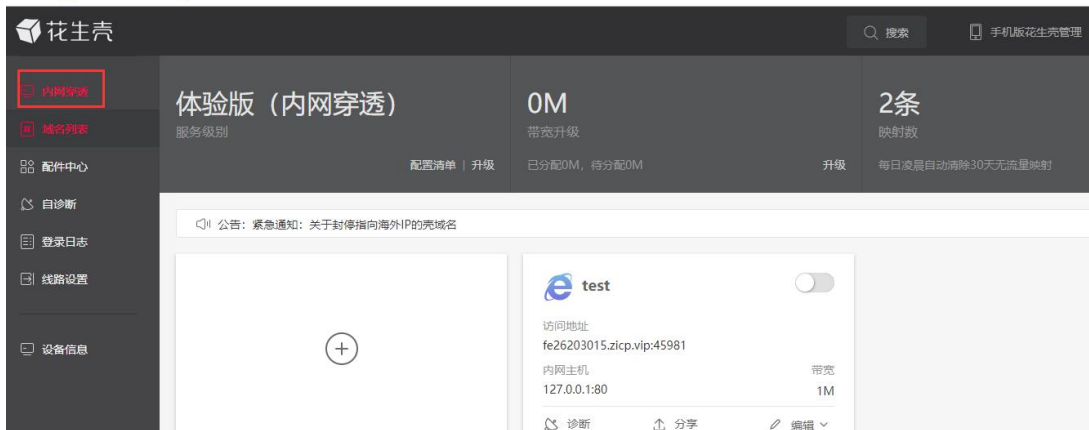 花生壳
搜索
手机版花生壳管理
内网穿透
域名列表
配件中心
自诊断
登录日志
线路设置
设备信息
体验版（内网穿透）
服务级别
配置清单 | 升级
0M
带宽升级
已分配0M，待分配0M
升级
2条
映射数
每日凌晨自动清除30天无流量映射
公告：紧急通知：关于封停指向海外IP的壳域名
test
访问地址
fe26203015.zicp.vip:45981
内网主机
带宽
127.0.0.1:80
1M
诊断
分享
编辑